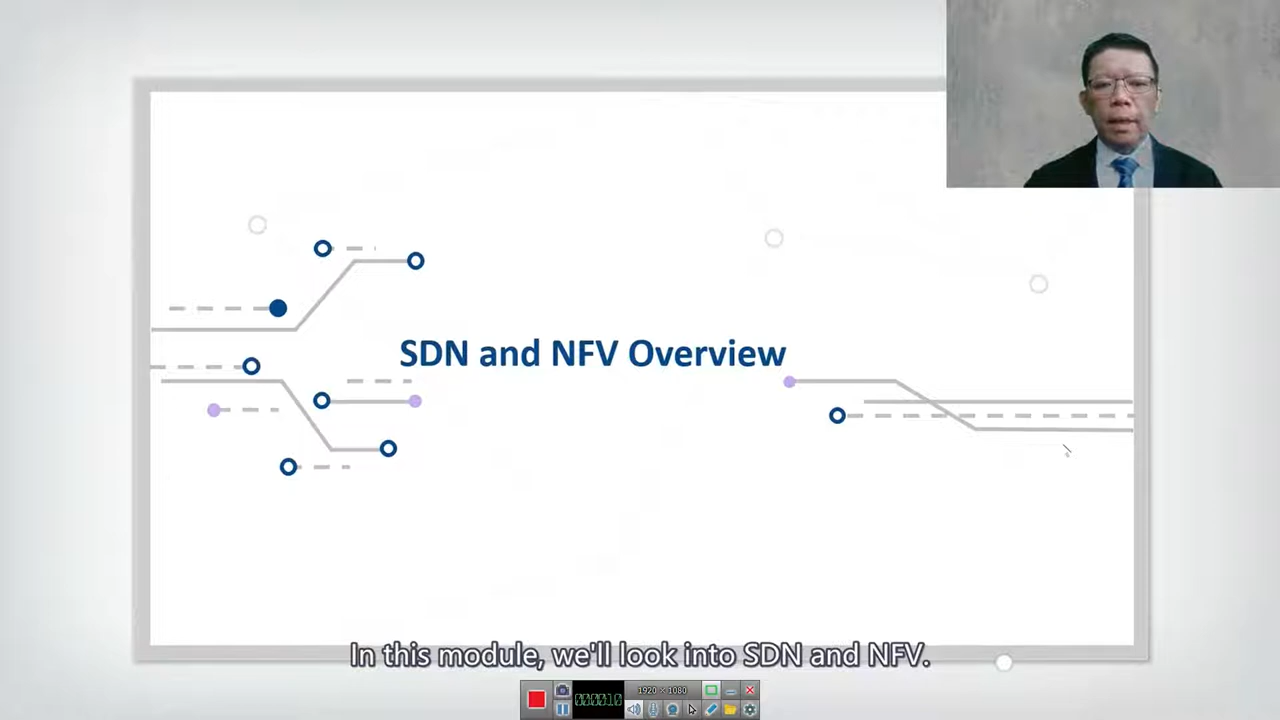 SDN and NFV Overview
In this module, we'll look into SDN and NFV.
1920 × 1080